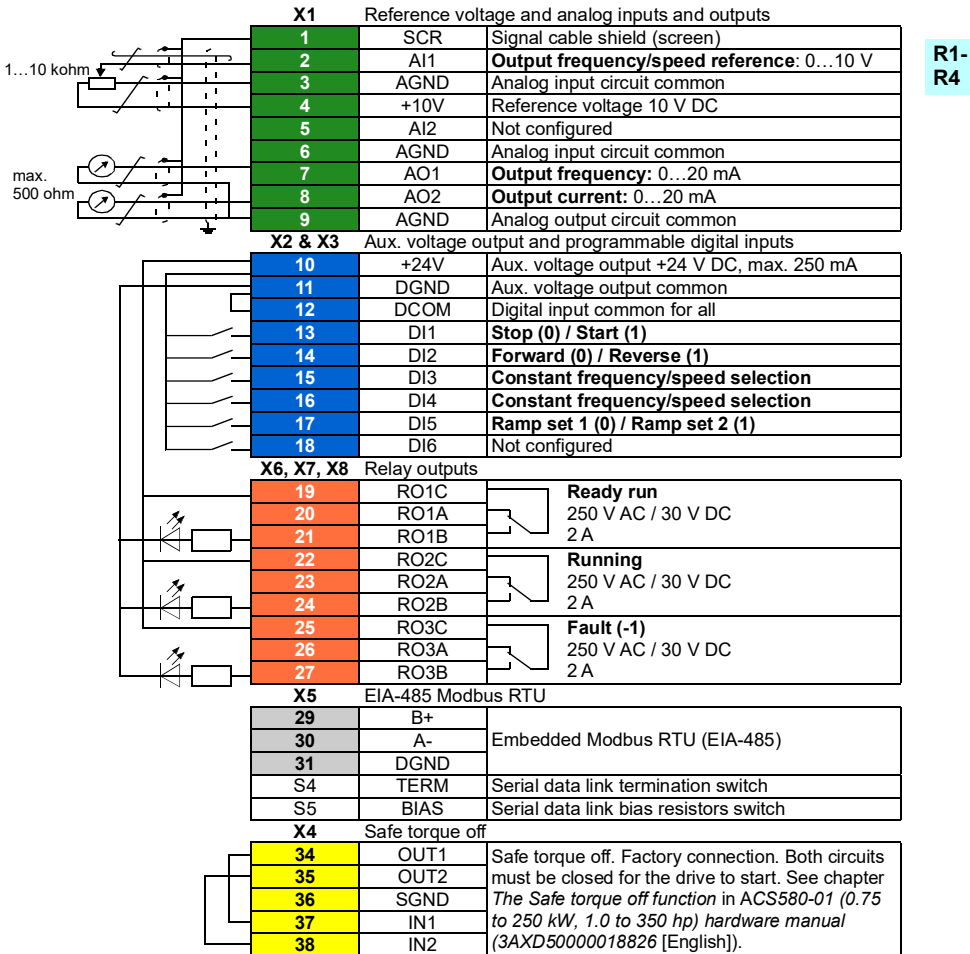 X1 Reference voltage and analog inputs and outputs
1 SCR Signal cable shield (screen)
2 AI1 Output frequency/speed reference: 0…10 V
3 AGND Analog input circuit common
4 +10V Reference voltage 10 V DC
5 AI2 Not configured
6 AGND Analog input circuit common
7 AO1 Output frequency: 0…20 mA
8 AO2 Output current: 0…20 mA
9 AGND Analog output circuit common
1…10 kohm
max.
500 ohm
R1-
R4
X2 & X3 Aux. voltage output and programmable digital inputs
10 +24V Aux. voltage output +24 V DC, max. 250 mA
11 DGND Aux. voltage output common
12 DCOM Digital input common for all
13 DI1 Stop (0) / Start (1)
14 DI2 Forward (0) / Reverse (1)
15 DI3 Constant frequency/speed selection
16 DI4 Constant frequency/speed selection
17 DI5 Ramp set 1 (0) / Ramp set 2 (1)
18 DI6 Not configured
X6, X7, X8 Relay outputs
19 RO1C Ready run
20 RO1A 250 V AC / 30 V DC
21 RO1B 2 A
22 RO2C Running
23 RO2A 250 V AC / 30 V DC
24 RO2B 2 A
25 RO3C Fault (-1)
26 RO3A 250 V AC / 30 V DC
27 RO3B 2 A
X5 EIA-485 Modbus RTU
29 B+
30 A- Embedded Modbus RTU (EIA-485)
31 DGND
S4 TERM Serial data link termination switch
S5 BIAS Serial data link bias resistors switch
X4 Safe torque off
34 OUT1 Safe torque off. Factory connection. Both circuits
35 OUT2 must be closed for the drive to start. See chapter
36 SGND The Safe torque off function in ACS580-01 (0.75
37 IN1 to 250 kW, 1.0 to 350 hp) hardware manual
38 IN2 (3AXD50000018826 [English]).